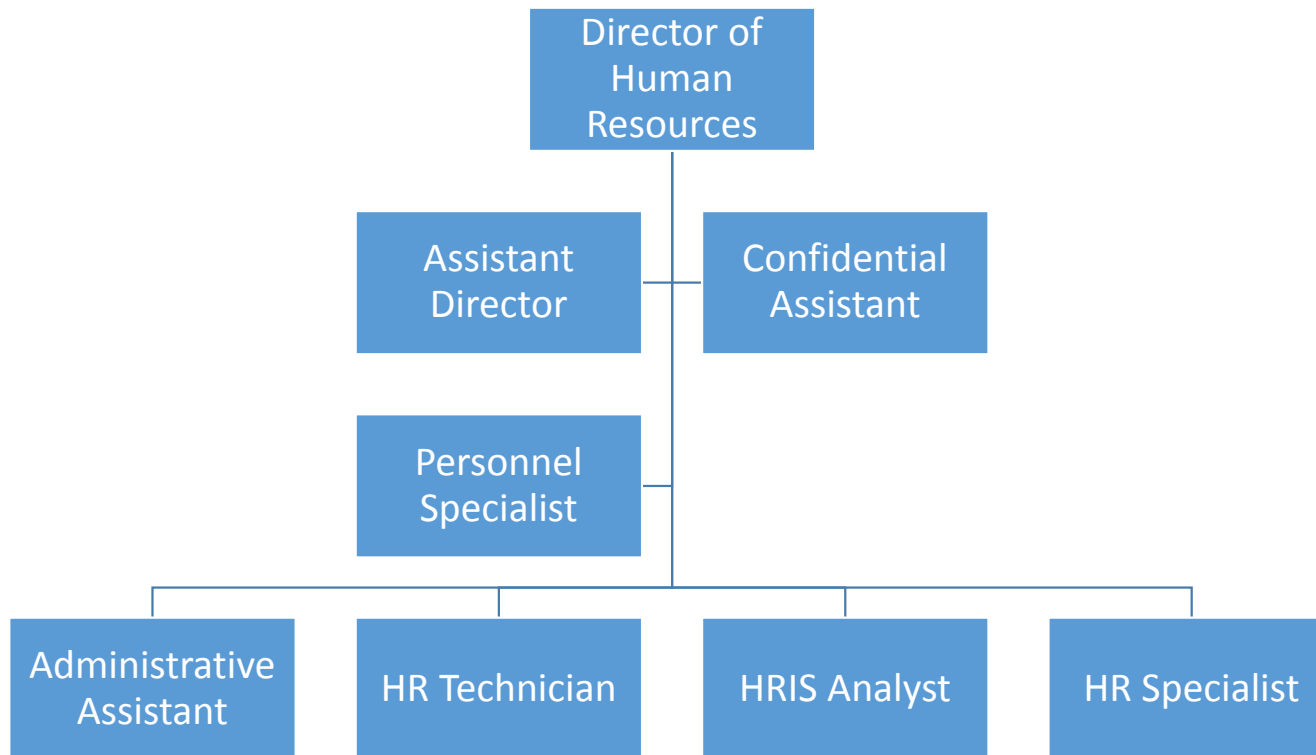 Director of
Human
Resources
Assistant
Director
Confidential
Assistant
Personnel
Specialist
Administrative
Assistant
HR Technician
HRIS Analyst
HR Specialist